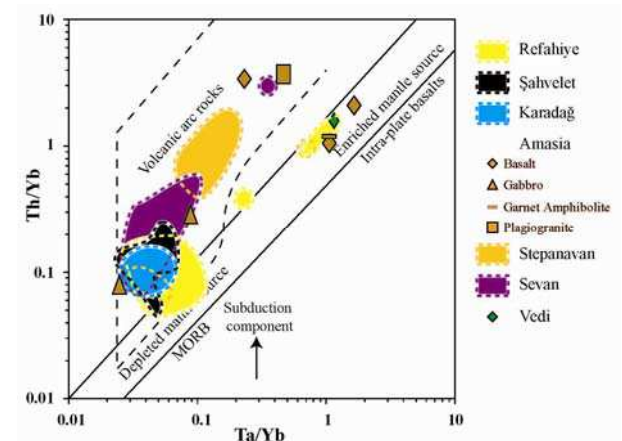 10
1
0.1
0.01
Th/Yb
0.01
0.1
1
10
Ta/Yb
Volcanic arc rocks
Enriched mantle source
Intra-plate basalts
Depleted mantle source
MORB
Subduction
component
Refahiye
Şahvelet
Karadağ
Amasia
Basalt
Gabbro
Garnet Amphibolite
Plagiogranite
Stepanavan
Sevan
Vedi